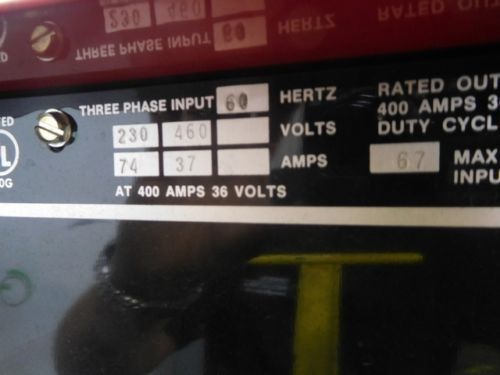 THREE PHASE INPUT 60 HERTZ
230 460 VOLTS
74 37 AMPS
AT 400 AMPS 36 VOLTS
RATED OUT
400 AMPS 3
DUTY CYCL
67 MAX
INPU